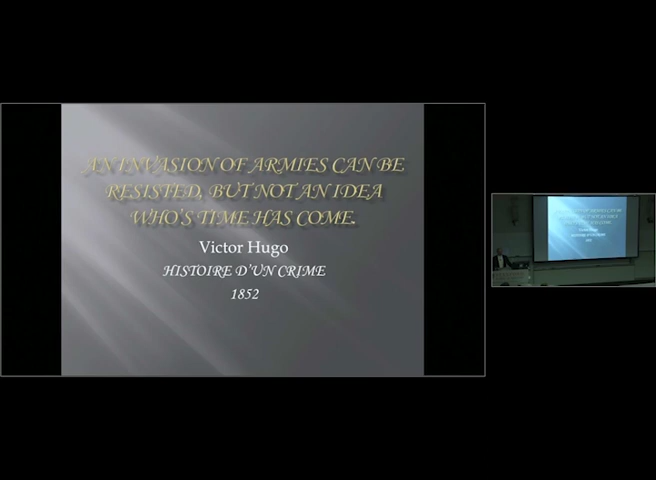 AN INVASION OF ARMIES CAN BE
RESISTED, BUT NOT AN IDEA
WHO'S TIME HAS COME.
Victor Hugo
HISTOIRE D'UN CRIME
1852